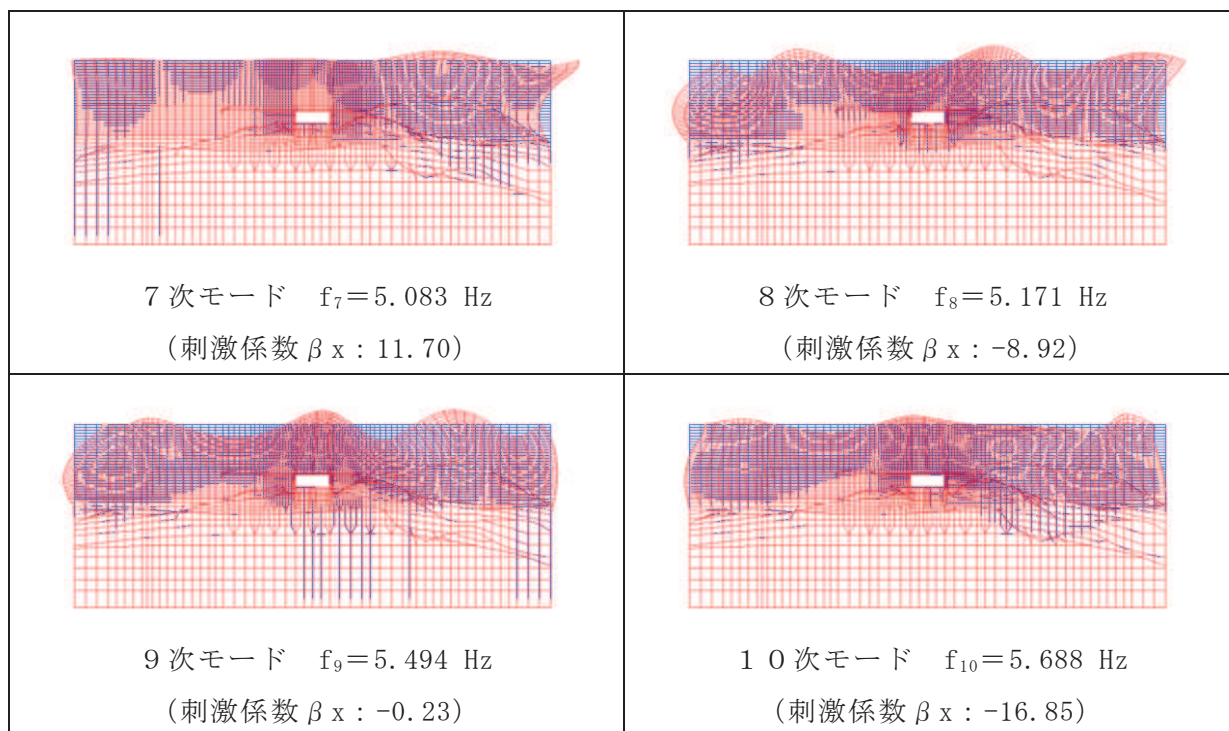 7次モード f₇＝5.083 Hz
(刺激係数βx：11.70)
8次モード f₈＝5.171 Hz
(刺激係数βx：-8.92)
9次モード f₉＝5.494 Hz
(刺激係数βx：-0.23)
１０次モード f₁₀＝5.688 Hz
(刺激係数βx：-16.85)